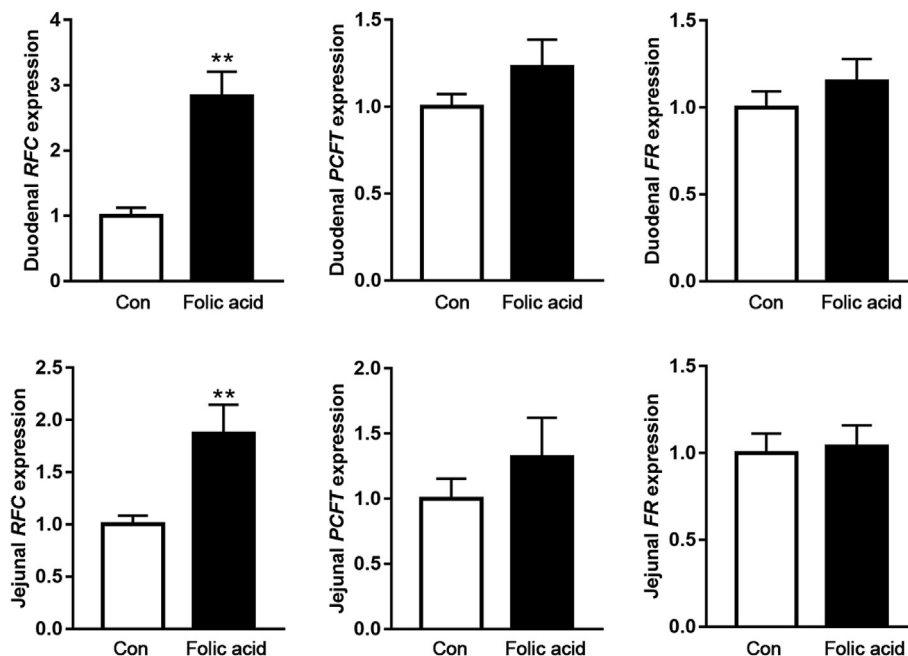 Duodenal RFC expression
4
3
2
1
0
**
Con Folic acid
Duodenal PCFT expression
1.5
1.0
0.5
0.0
Con Folic acid
Duodenal FR expression
1.5
1.0
0.5
0.0
Con Folic acid
Jejunal RFC expression
2.5
2.0
1.5
1.0
0.5
0.0
**
Con Folic acid
Jejunal PCFT expression
2.0
1.5
1.0
0.5
0.0
Con Folic acid
Jejunal FR expression
1.5
1.0
0.5
0.0
Con Folic acid